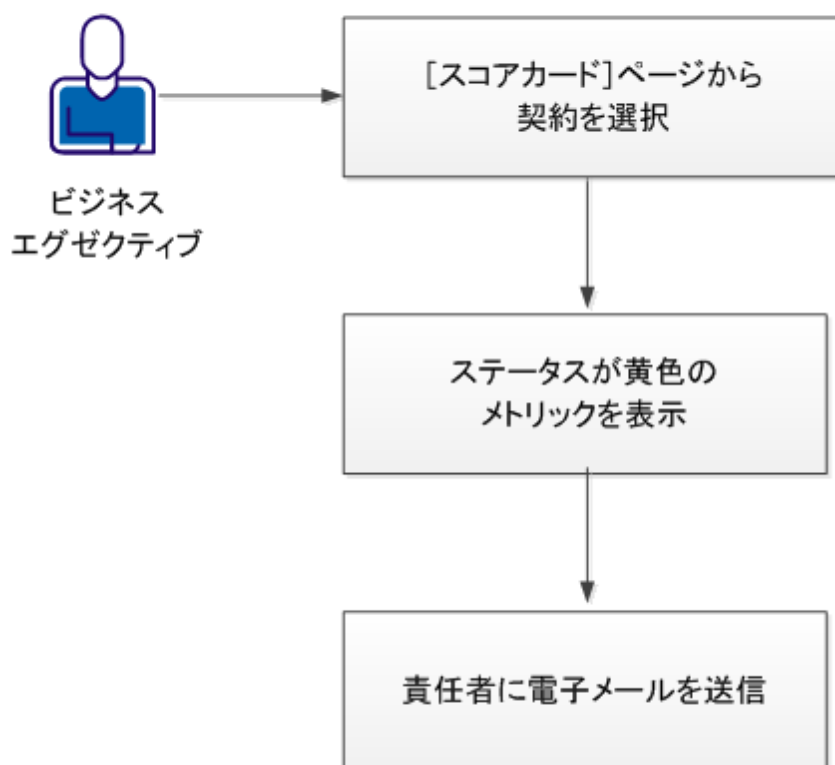 ビジネス
エグゼクティブ
[スコアカード]ページから
契約を選択
ステータスが黄色の
メトリックを表示
責任者に電子メールを送信